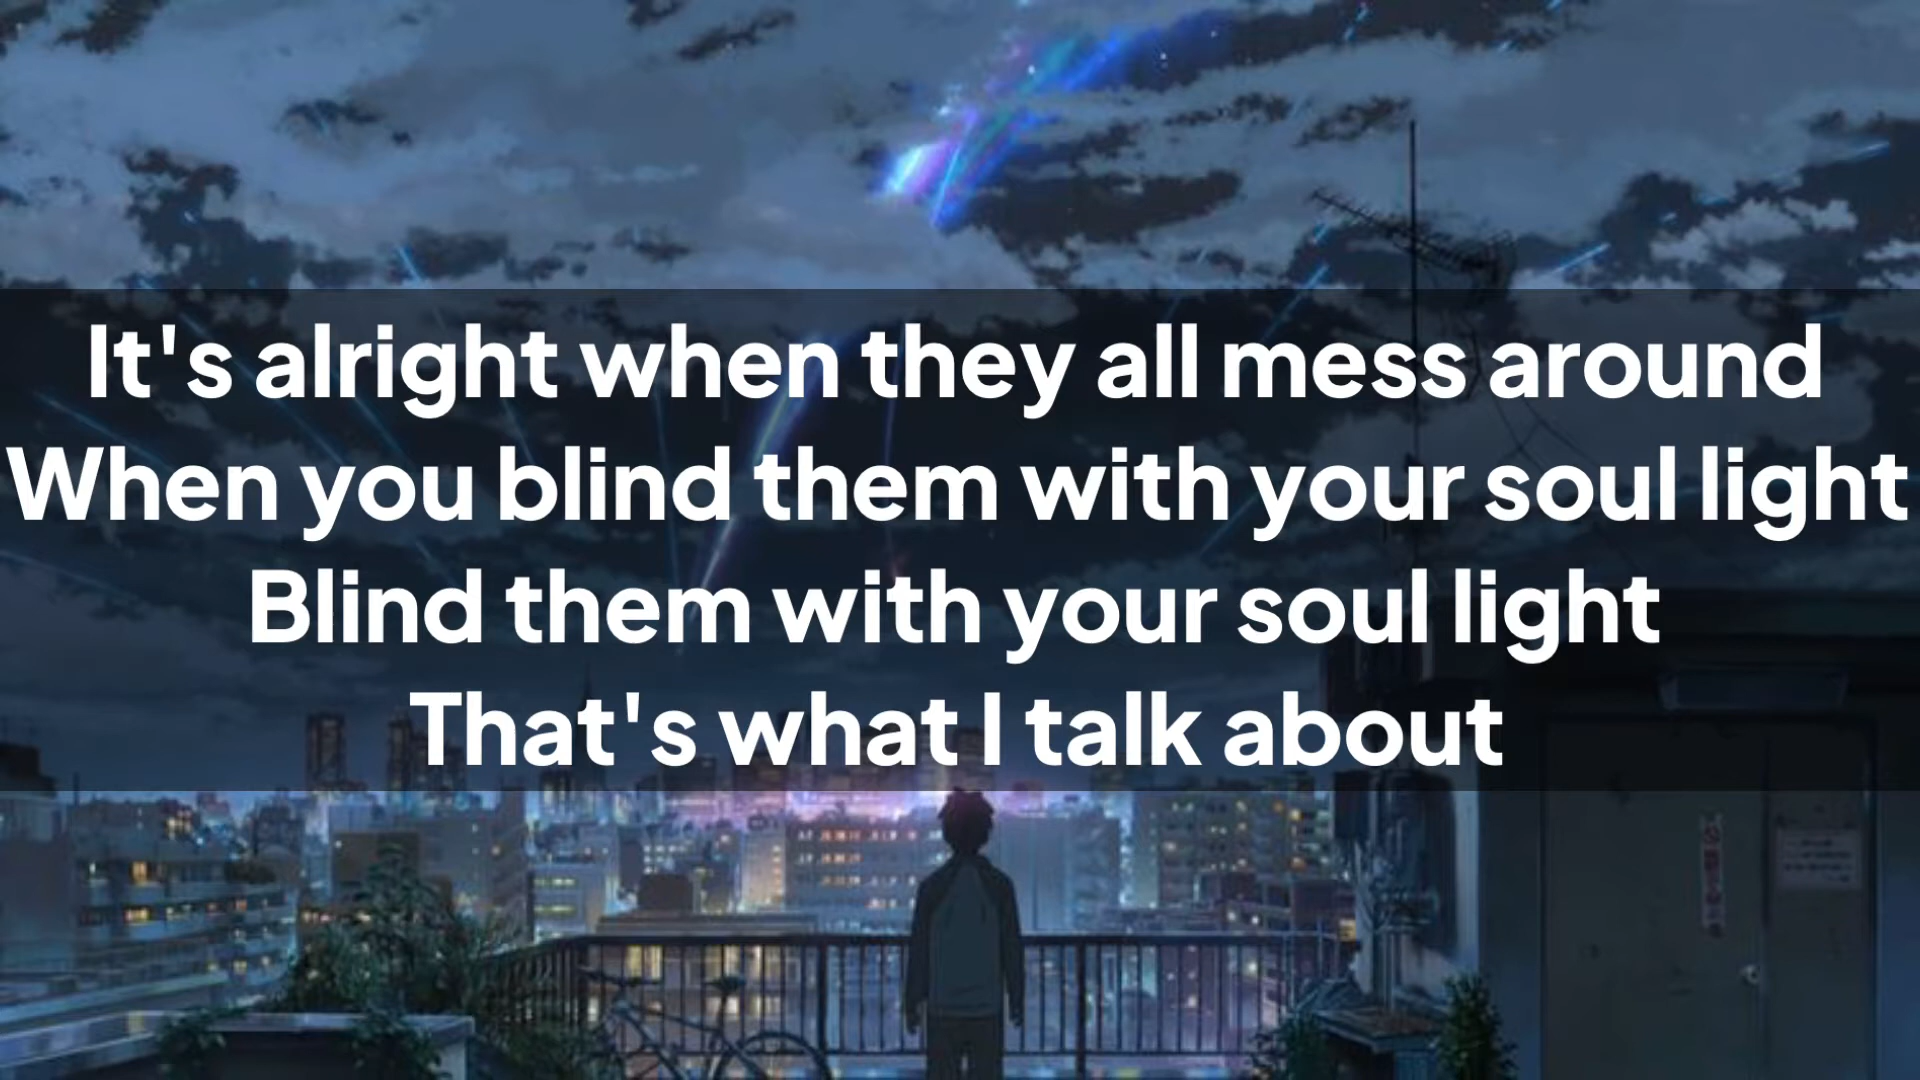 It's alright when they all mess around
When you blind them with your soul light
Blind them with your soul light
That's what I talk about